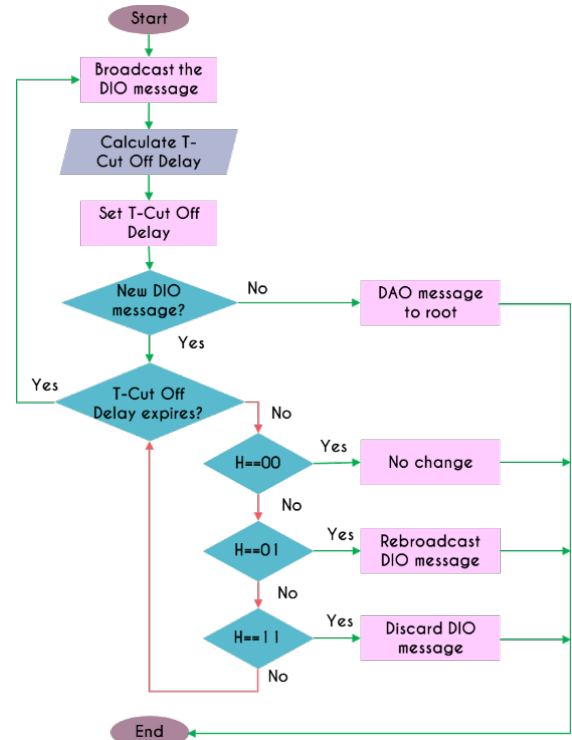 Start
Broadcast the
DIO message
Calculate T-
Cut Off Delay
Set T-Cut Off
Delay
New DIO
message?
No
DAO message
to root
Yes
Yes
T-Cut Off
Delay expires?
No
H==00
Yes
No change
No
H==01
Yes
Rebroadcast
DIO message
No
H==11
Yes
Discard DIO
message
No
End